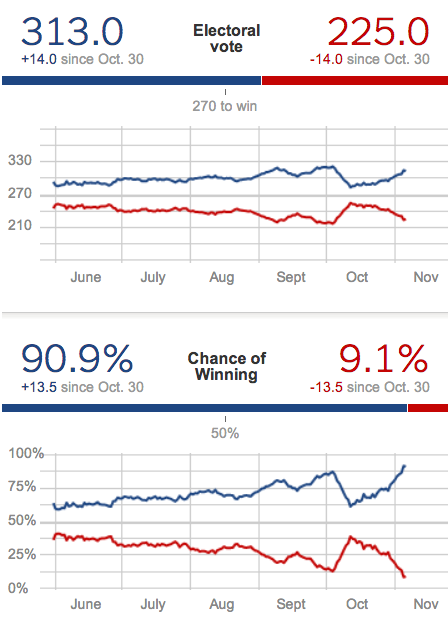 313.0 Electoral vote 225.0
+14.0 since Oct. 30 -14.0 since Oct. 30
270 to win
330
270
210
June July Aug Sept Oct Nov
90.9% Chance of Winning 9.1%
+13.5 since Oct. 30 -13.5 since Oct. 30
50%
100%
75%
50%
25%
0%
June July Aug Sept Oct Nov